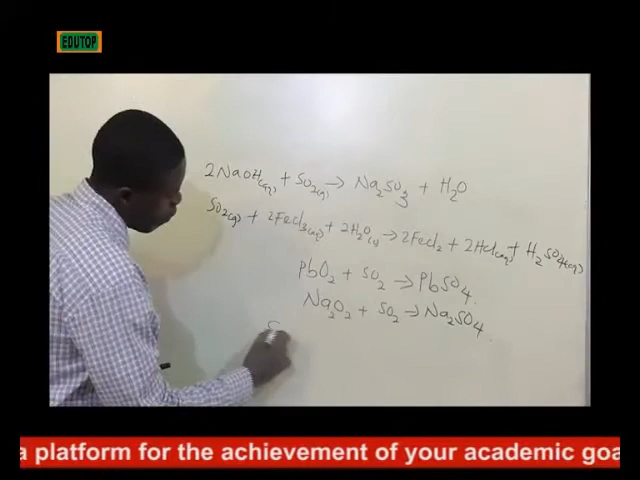 EDUTOP
2NaOH(aq) + SO2(g) → Na2SO3 + H2O
SO2(g) + 2FeCl3(aq) + 2H2O(l) → 2FeCl2 + 2HCl(aq) + H2SO4(aq)
PbO2 + SO2 → PbSO4.
Na2O2 + SO2 → Na2SO4.
S
a platform for the achievement of your academic goa